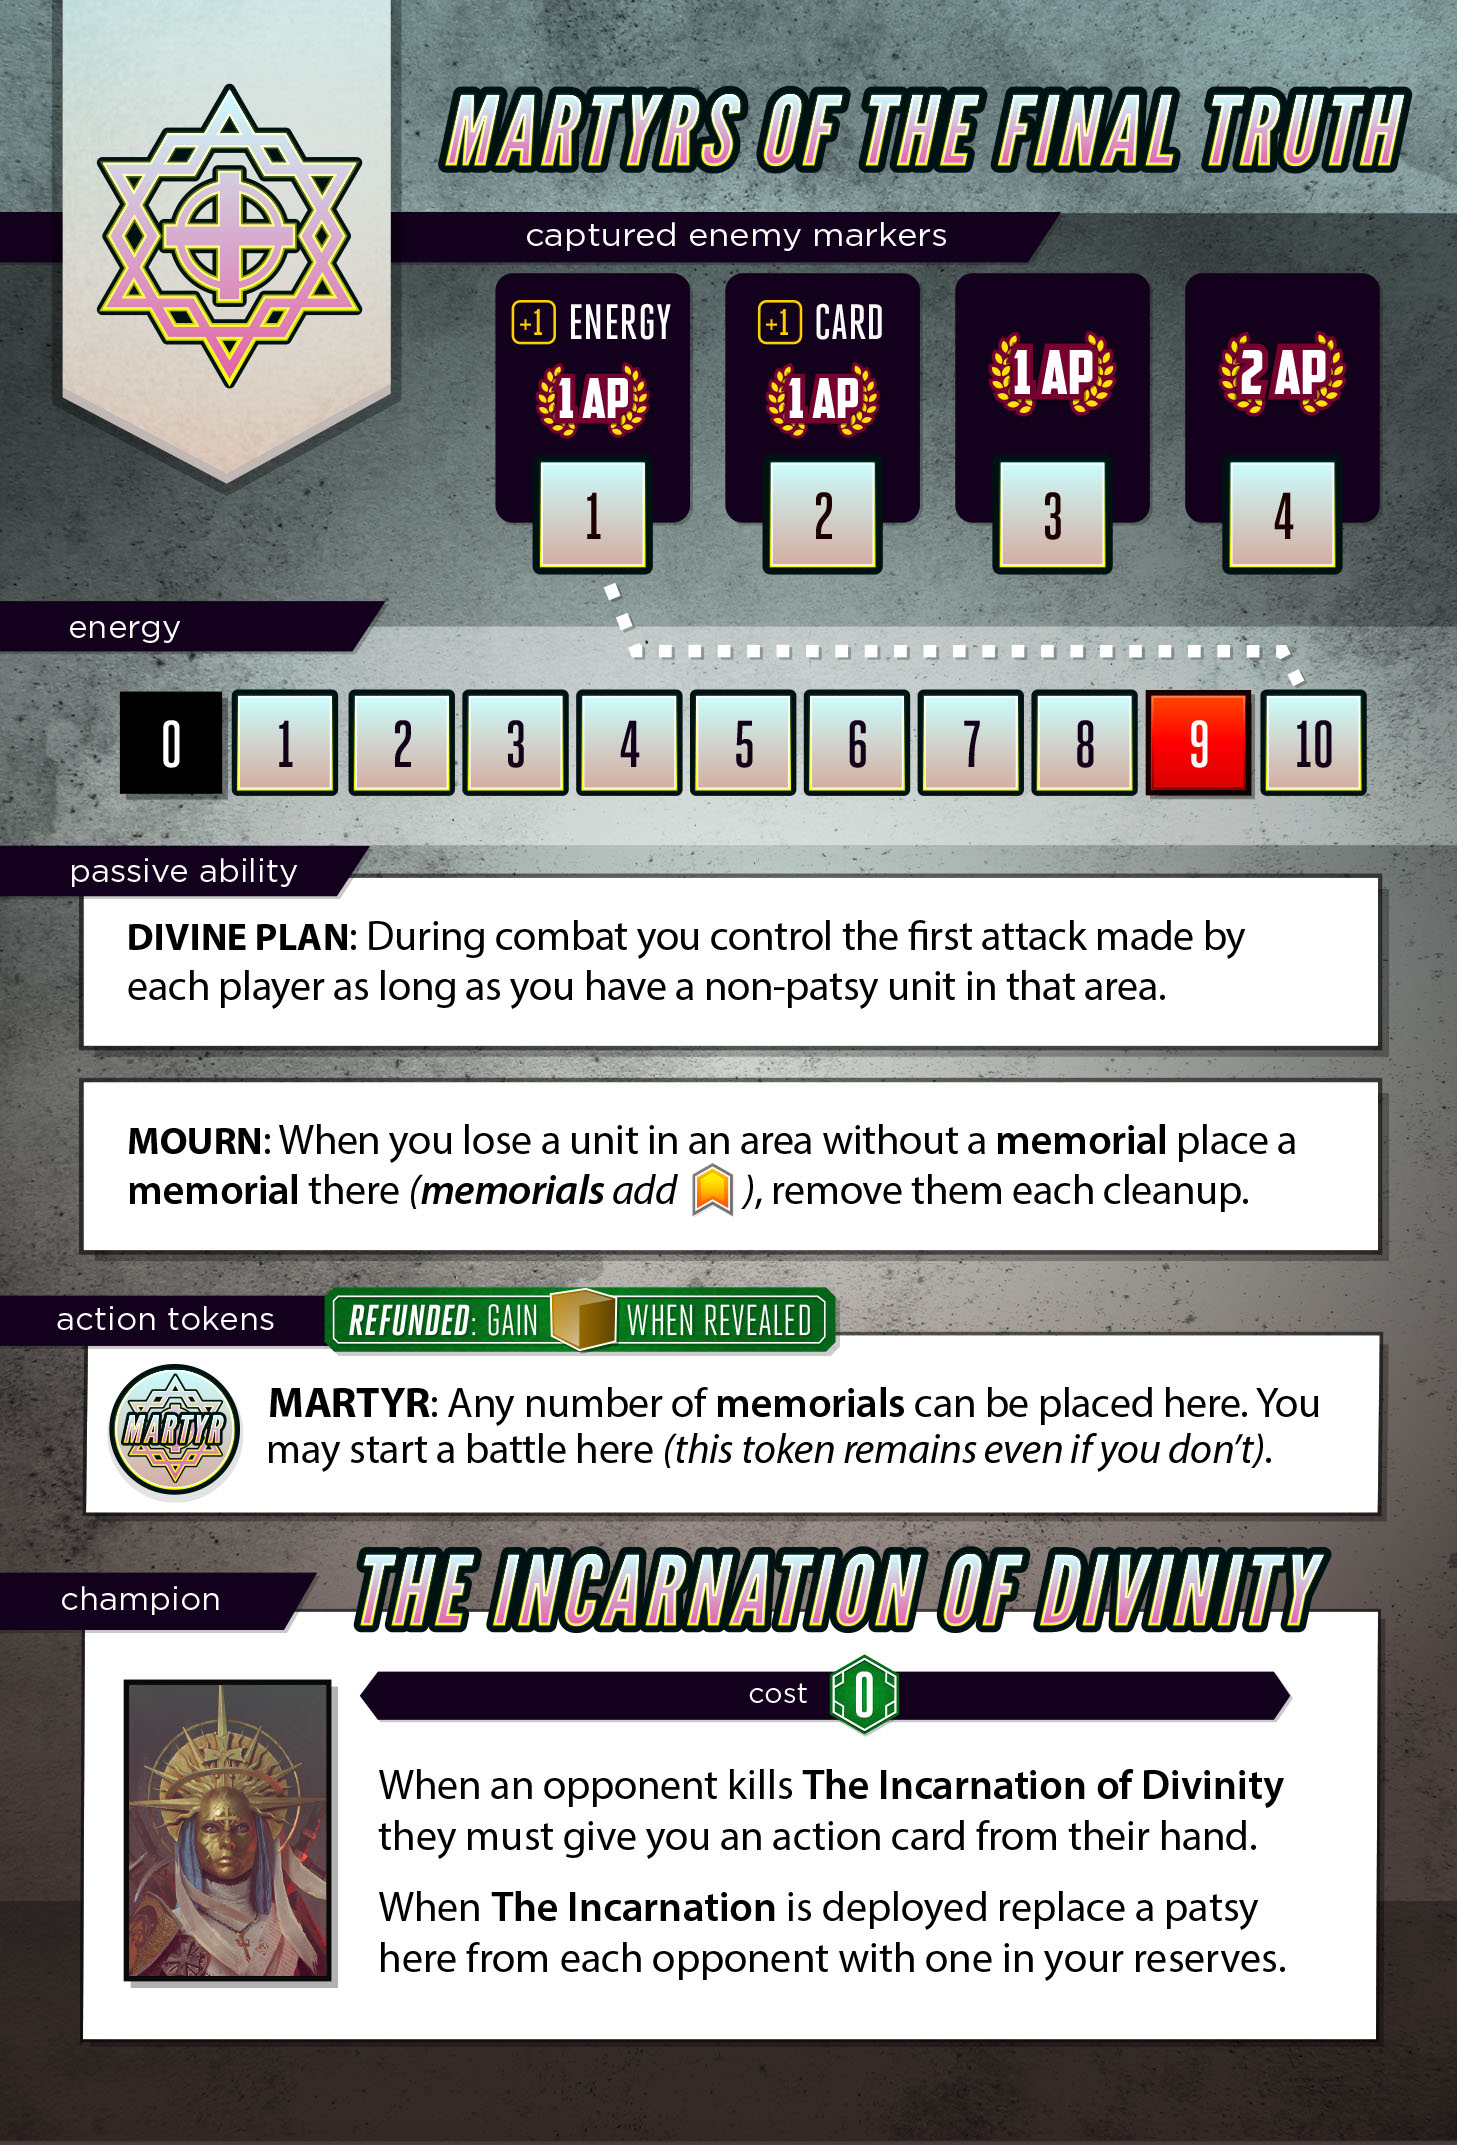 MARTYRS OF THE FINAL TRUTH
captured enemy markers
+1 ENERGY
1 AP
1
+1 CARD
1 AP
2
1 AP
3
2 AP
4
energy
0 1 2 3 4 5 6 7 8 9 10
passive ability
DIVINE PLAN: During combat you control the first attack made by
each player as long as you have a non-patsy unit in that area.
MOURN: When you lose a unit in an area without a memorial place a
memorial there (memorials add ), remove them each cleanup.
action tokens
REFUNDED: GAIN WHEN REVEALED
MARTYR
MARTYR: Any number of memorials can be placed here. You
may start a battle here (this token remains even if you don't).
champion
THE INCARNATION OF DIVINITY
cost 0
When an opponent kills The Incarnation of Divinity
they must give you an action card from their hand.
When The Incarnation is deployed replace a patsy
here from each opponent with one in your reserves.